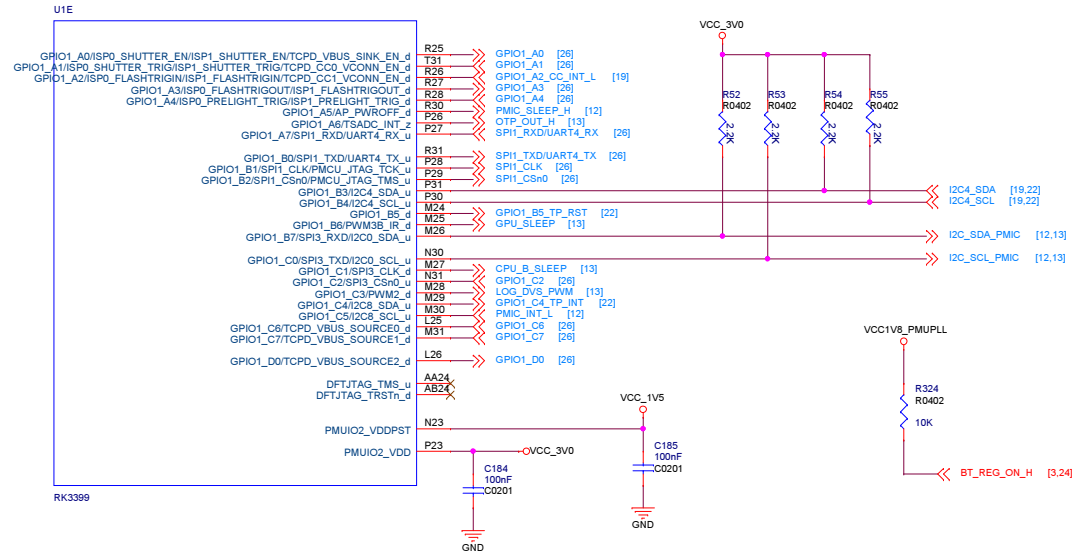 U1E
GPIO1_A0/ISP0_SHUTTER_EN/ISP1_SHUTTER_EN/TCPD_VBUS_SINK_EN_d R25 GPIO1_A0 [26]
GPIO1_A1/ISP0_SHUTTER_TRIG/ISP1_SHUTTER_TRIG/TCPD_CC0_VCONN_EN_d T31 GPIO1_A1 [26]
GPIO1_A2/ISP0_FLASHTRIGIN/ISP1_FLASHTRIGIN/TCPD_CC1_VCONN_EN_d R26 GPIO1_A2_CC_INT_L [19]
GPIO1_A3/ISP0_FLASHTRIGOUT/ISP1_FLASHTRIGOUT_d R27 GPIO1_A3 [26]
GPIO1_A4/ISP0_PRELIGHT_TRIG/ISP1_PRELIGHT_TRIG_d R28 GPIO1_A4 [26]
GPIO1_A5/AP_PWROFF_d R30 PMIC_SLEEP_H [12]
GPIO1_A6/TSADC_INT_z P26 OTP_OUT_H [13]
GPIO1_A7/SPI1_RXD/UART4_RX_u P27 SPI1_RXD/UART4_RX [26]
GPIO1_B0/SPI1_TXD/UART4_TX_u R31 SPI1_TXD/UART4_TX [26]
GPIO1_B1/SPI1_CLK/PMCU_JTAG_TCK_u P28 SPI1_CLK [26]
GPIO1_B2/SPI1_CSn0/PMCU_JTAG_TMS_u P29 SPI1_CSn0 [26]
GPIO1_B3/I2C4_SDA_u P31 I2C4_SDA [19,22]
GPIO1_B4/I2C4_SCL_u P30 I2C4_SCL [19,22]
GPIO1_B5_d M24 GPIO1_B5_TP_RST [22]
GPIO1_B6/PWM3B_IR_d M25 GPU_SLEEP [13]
GPIO1_B7/SPI3_RXD/I2C0_SDA_u M26 I2C_SDA_PMIC [12,13]
GPIO1_C0/SPI3_TXD/I2C0_SCL_u N30 I2C_SCL_PMIC [12,13]
GPIO1_C1/SPI3_CLK_d M27 CPU_B_SLEEP [13]
GPIO1_C2/SPI3_CSn0_u N31 GPIO1_C2 [26]
GPIO1_C3/PWM2_d M28 LOG_DVS_PWM [13]
GPIO1_C4/I2C8_SDA_u M29 GPIO1_C4_TP_INT [22]
GPIO1_C5/I2C8_SCL_u M30 PMIC_INT_L [12]
GPIO1_C6/TCPD_VBUS_SOURCE0_d L25 GPIO1_C6 [26]
GPIO1_C7/TCPD_VBUS_SOURCE1_d M31 GPIO1_C7 [26]
GPIO1_D0/TCPD_VBUS_SOURCE2_d L26 GPIO1_D0 [26]
DFTJTAG_TMS_u AA24
DFTJTAG_TRSTn_d AB24
PMUIO2_VDDPST N23
PMUIO2_VDD P23 VCC_3V0
RK3399
C184
100nF
C0201
GND
VCC_1V5
C185
100nF
C0201
GND
VCC_3V0
R52 R53 R54 R55
R0402 R0402 R0402 R0402
2.2K 2.2K 2.2K 2.2K
VCC1V8_PMUPLL
R324
R0402
10K
BT_REG_ON_H [3,24]